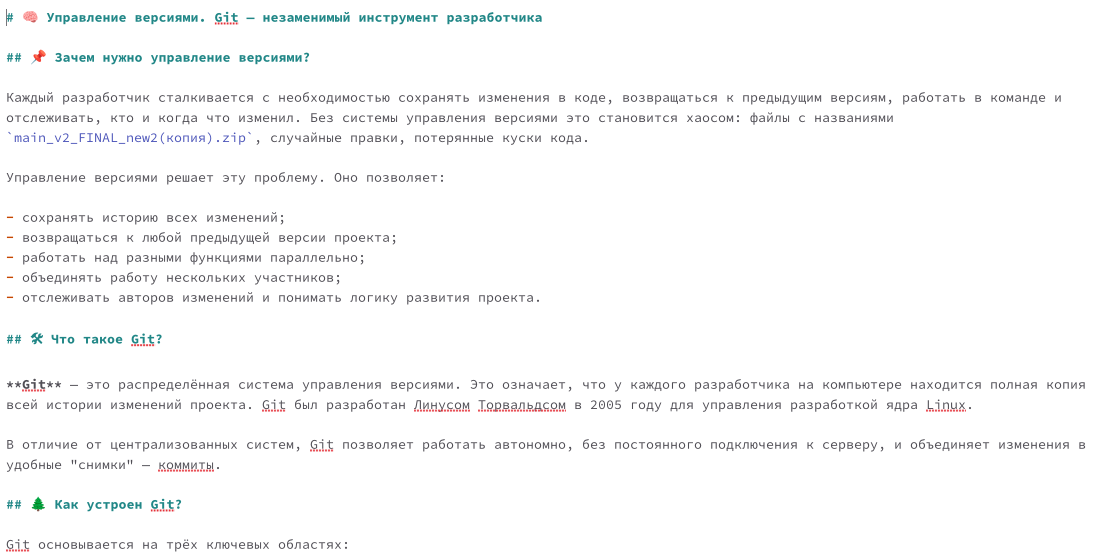 # 🧠 Управление версиями. Git — незаменимый инструмент разработчика
## 📌 Зачем нужно управление версиями?
Каждый разработчик сталкивается с необходимостью сохранять изменения в коде, возвращаться к предыдущим версиям, работать в команде и
отслеживать, кто и когда что изменил. Без системы управления версиями это становится хаосом: файлы с названиями
`main_v2_FINAL_new2(копия).zip`, случайные правки, потерянные куски кода.
Управление версиями решает эту проблему. Оно позволяет:
- сохранять историю всех изменений;
- возвращаться к любой предыдущей версии проекта;
- работать над разными функциями параллельно;
- объединять работу нескольких участников;
- отслеживать авторов изменений и понимать логику развития проекта.
## 🛠 Что такое Git?
**Git** — это распределённая система управления версиями. Это означает, что у каждого разработчика на компьютере находится полная копия
всей истории изменений проекта. Git был разработан Линусом Торвальдсом в 2005 году для управления разработкой ядра Linux.
В отличие от централизованных систем, Git позволяет работать автономно, без постоянного подключения к серверу, и объединяет изменения в
удобные "снимки" — коммиты.
## 🌲 Как устроен Git?
Git основывается на трёх ключевых областях: